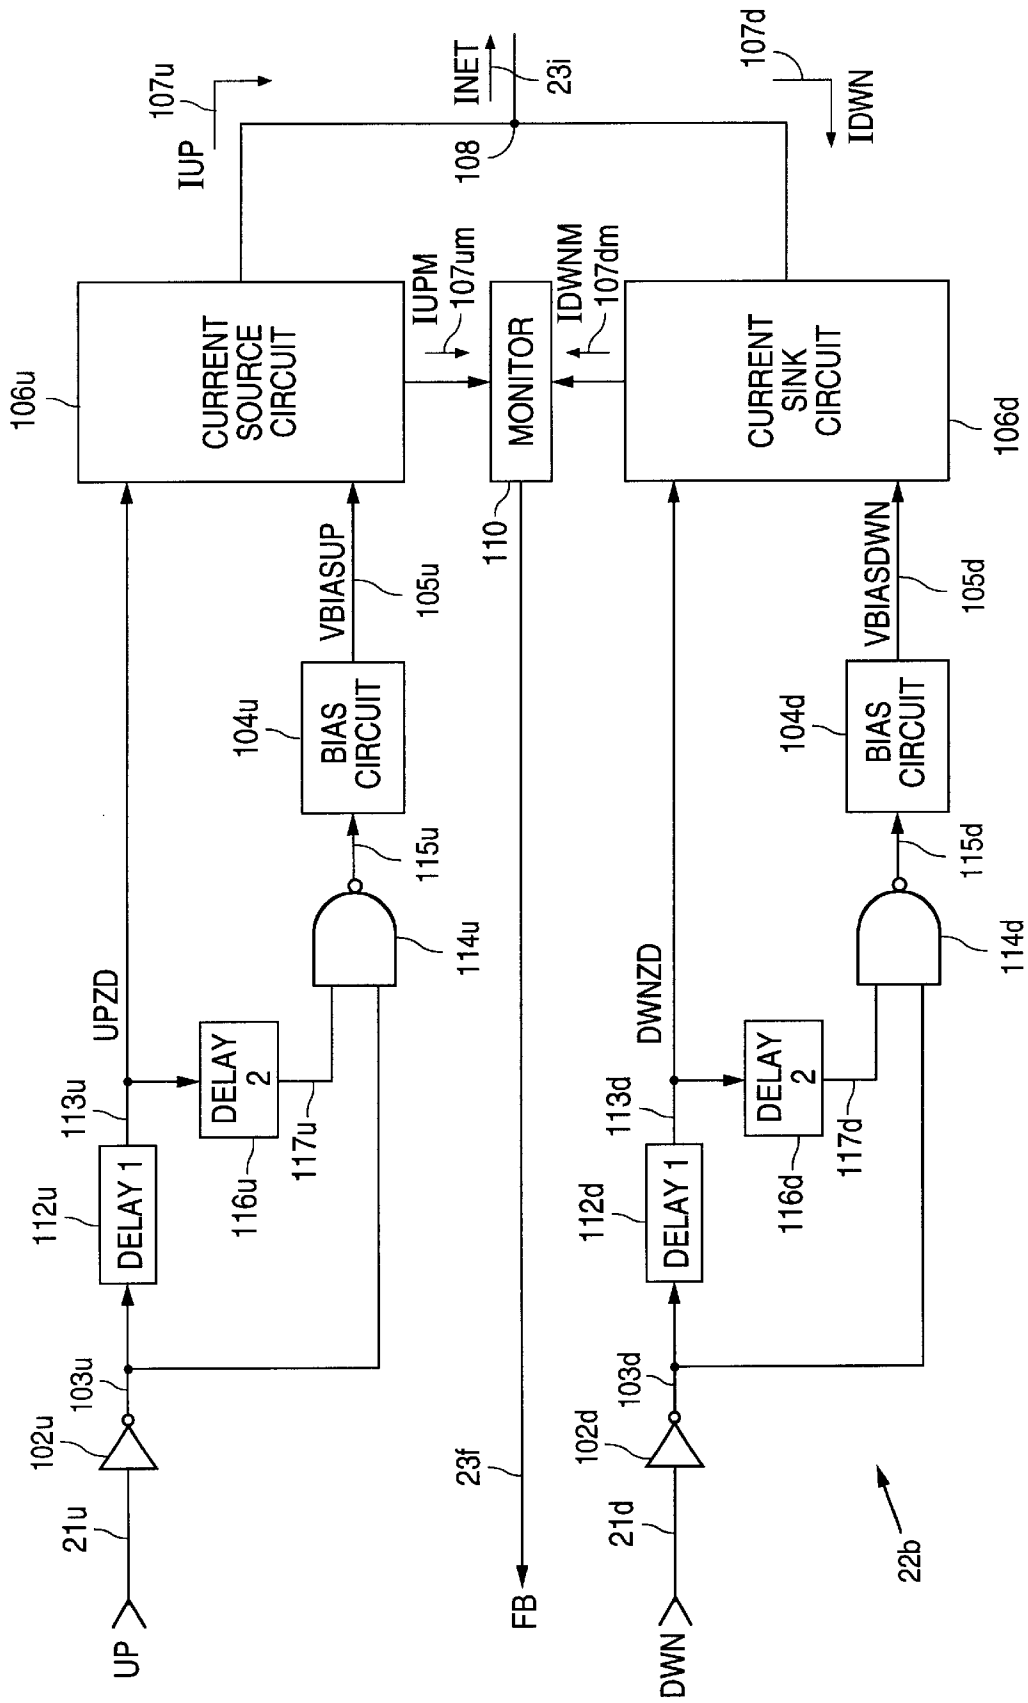 UP
21u
102u
103u
112u
DELAY 1
113u
UPZD
116u
DELAY
2
117u
114u
115u
104u
BIAS
CIRCUIT
VBIASUP
105u
106u
CURRENT
SOURCE
CIRCUIT
IUP
107u
IUPM
107um
INET
23i
108
FB
23f
110
MONITOR
IDWNM
107dm
DWN
21d
102d
103d
112d
DELAY 1
113d
DWNZD
116d
DELAY
2
117d
114d
115d
104d
BIAS
CIRCUIT
VBIASDWN
105d
106d
CURRENT
SINK
CIRCUIT
107d
IDWN
22b